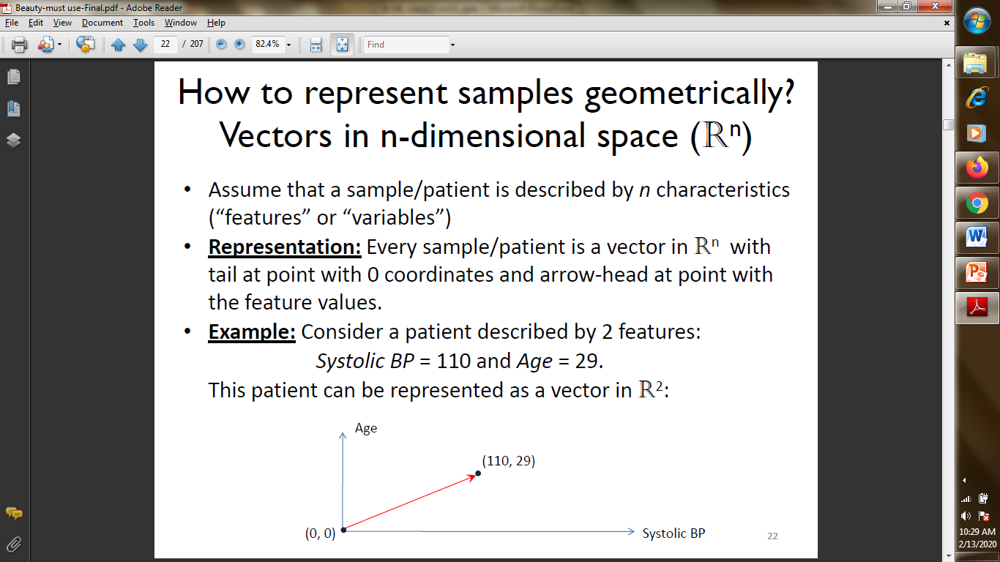 Beauty-must use-Final.pdf - Adobe Reader
File Edit View Document Tools Window Help
22 / 207 82.4% Find
How to represent samples geometrically?
Vectors in n-dimensional space (ℝⁿ)
• Assume that a sample/patient is described by n characteristics
(“features” or “variables”)
• Representation: Every sample/patient is a vector in ℝⁿ with
tail at point with 0 coordinates and arrow-head at point with
the feature values.
• Example: Consider a patient described by 2 features:
Systolic BP = 110 and Age = 29.
This patient can be represented as a vector in ℝ²:
Age
(110, 29)
(0, 0)
Systolic BP
22
10:29 AM
2/13/2020